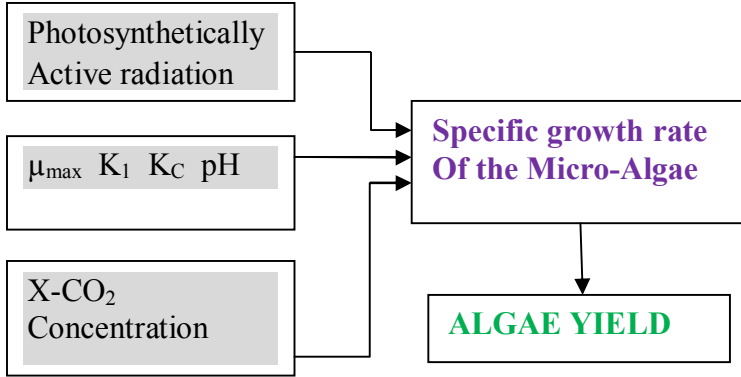 Photosynthetically
Active radiation
μmax K1 KC pH
X-CO2
Concentration
Specific growth rate
Of the Micro-Algae
ALGAE YIELD